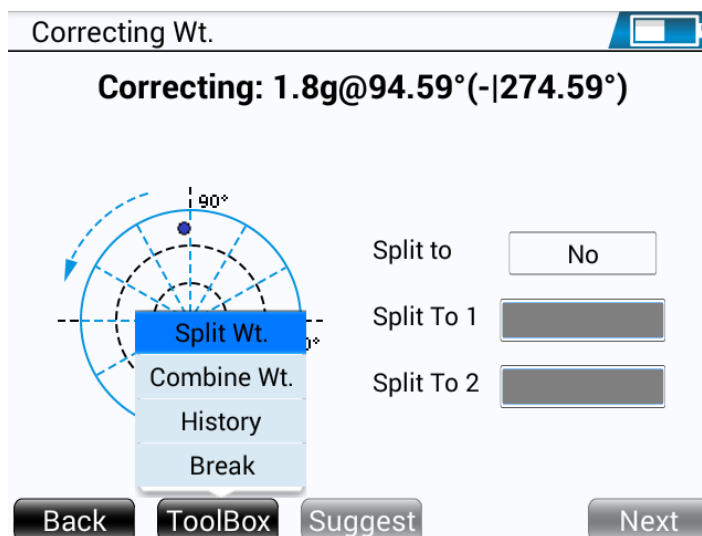 Correcting Wt.
Correcting: 1.8g@94.59°(-|274.59°)
90°
Split to
No
Split To 1
Split To 2
Split Wt.
Combine Wt.
History
Break
Back
ToolBox
Suggest
Next